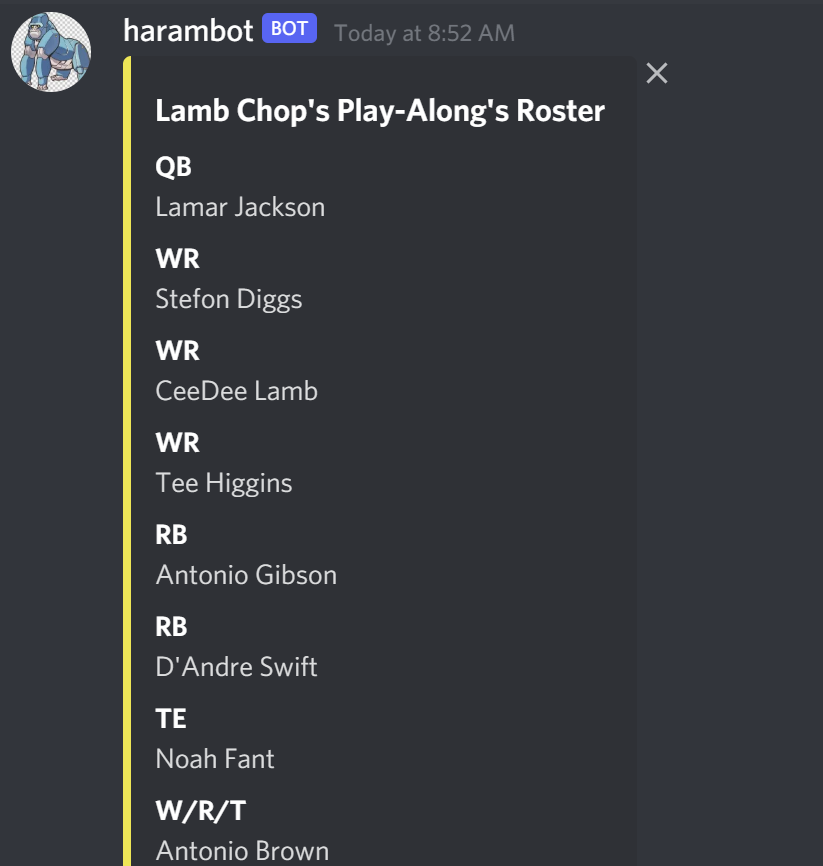 harambot BOT Today at 8:52 AM
Lamb Chop's Play-Along's Roster
QB
Lamar Jackson
WR
Stefon Diggs
WR
CeeDee Lamb
WR
Tee Higgins
RB
Antonio Gibson
RB
D'Andre Swift
TE
Noah Fant
W/R/T
Antonio Brown